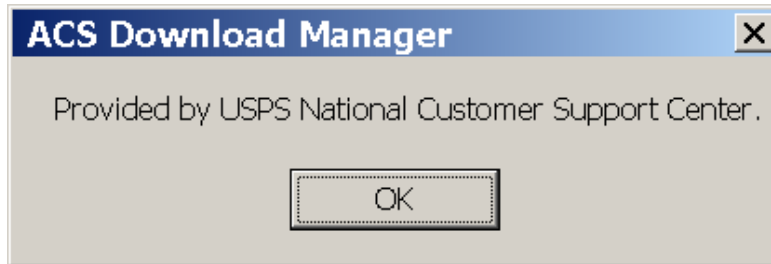 ACS Download Manager
Provided by USPS National Customer Support Center.
OK